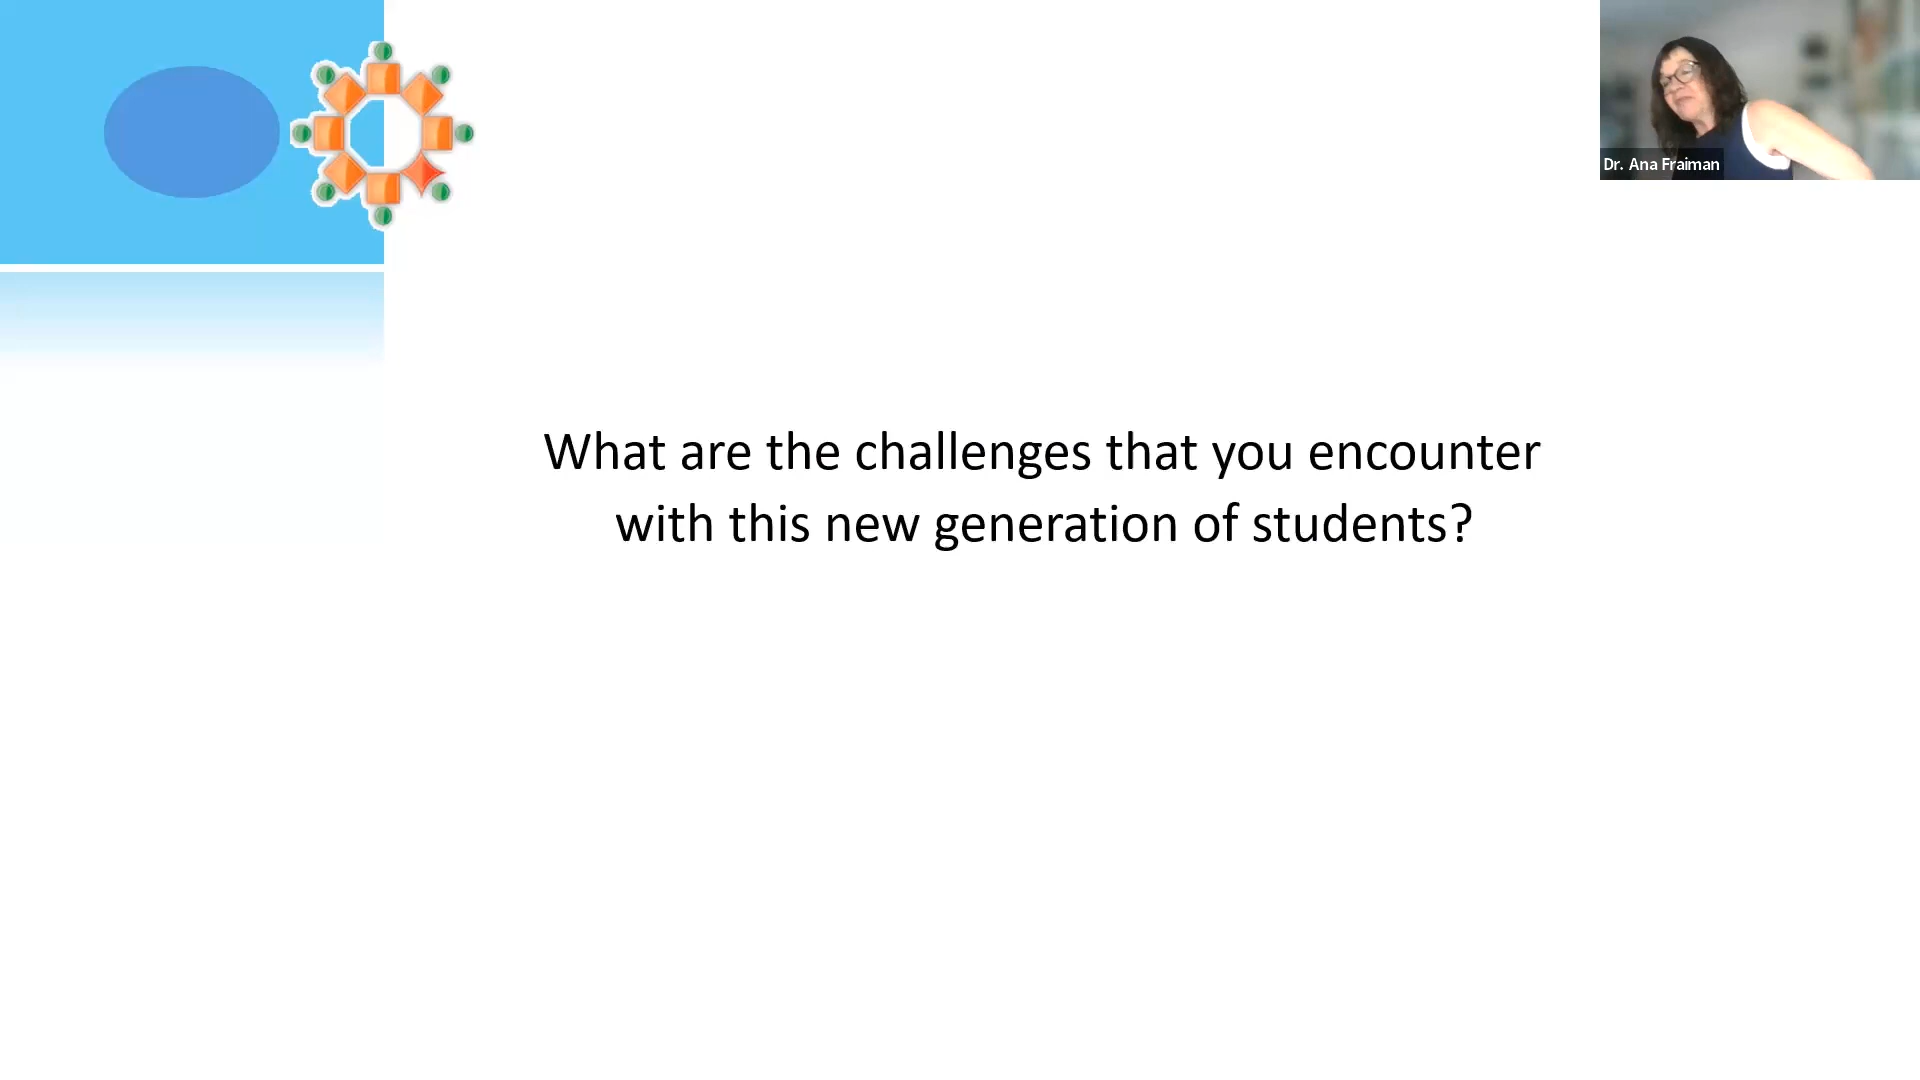 Dr. Ana Fraiman
What are the challenges that you encounter
with this new generation of students?